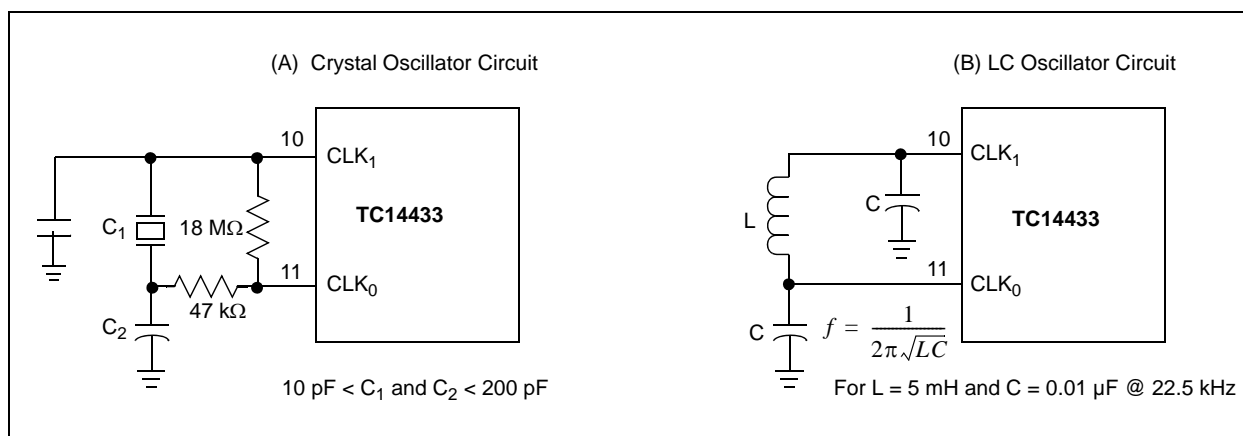 (A) Crystal Oscillator Circuit
10
CLK₁
TC14433
C₁
18 MΩ
11
CLK₀
47 kΩ
C₂
10 pF < C₁ and C₂ < 200 pF
(B) LC Oscillator Circuit
10
CLK₁
C
TC14433
L
11
CLK₀
C
f = 1 / 2π√LC
For L = 5 mH and C = 0.01 μF @ 22.5 kHz